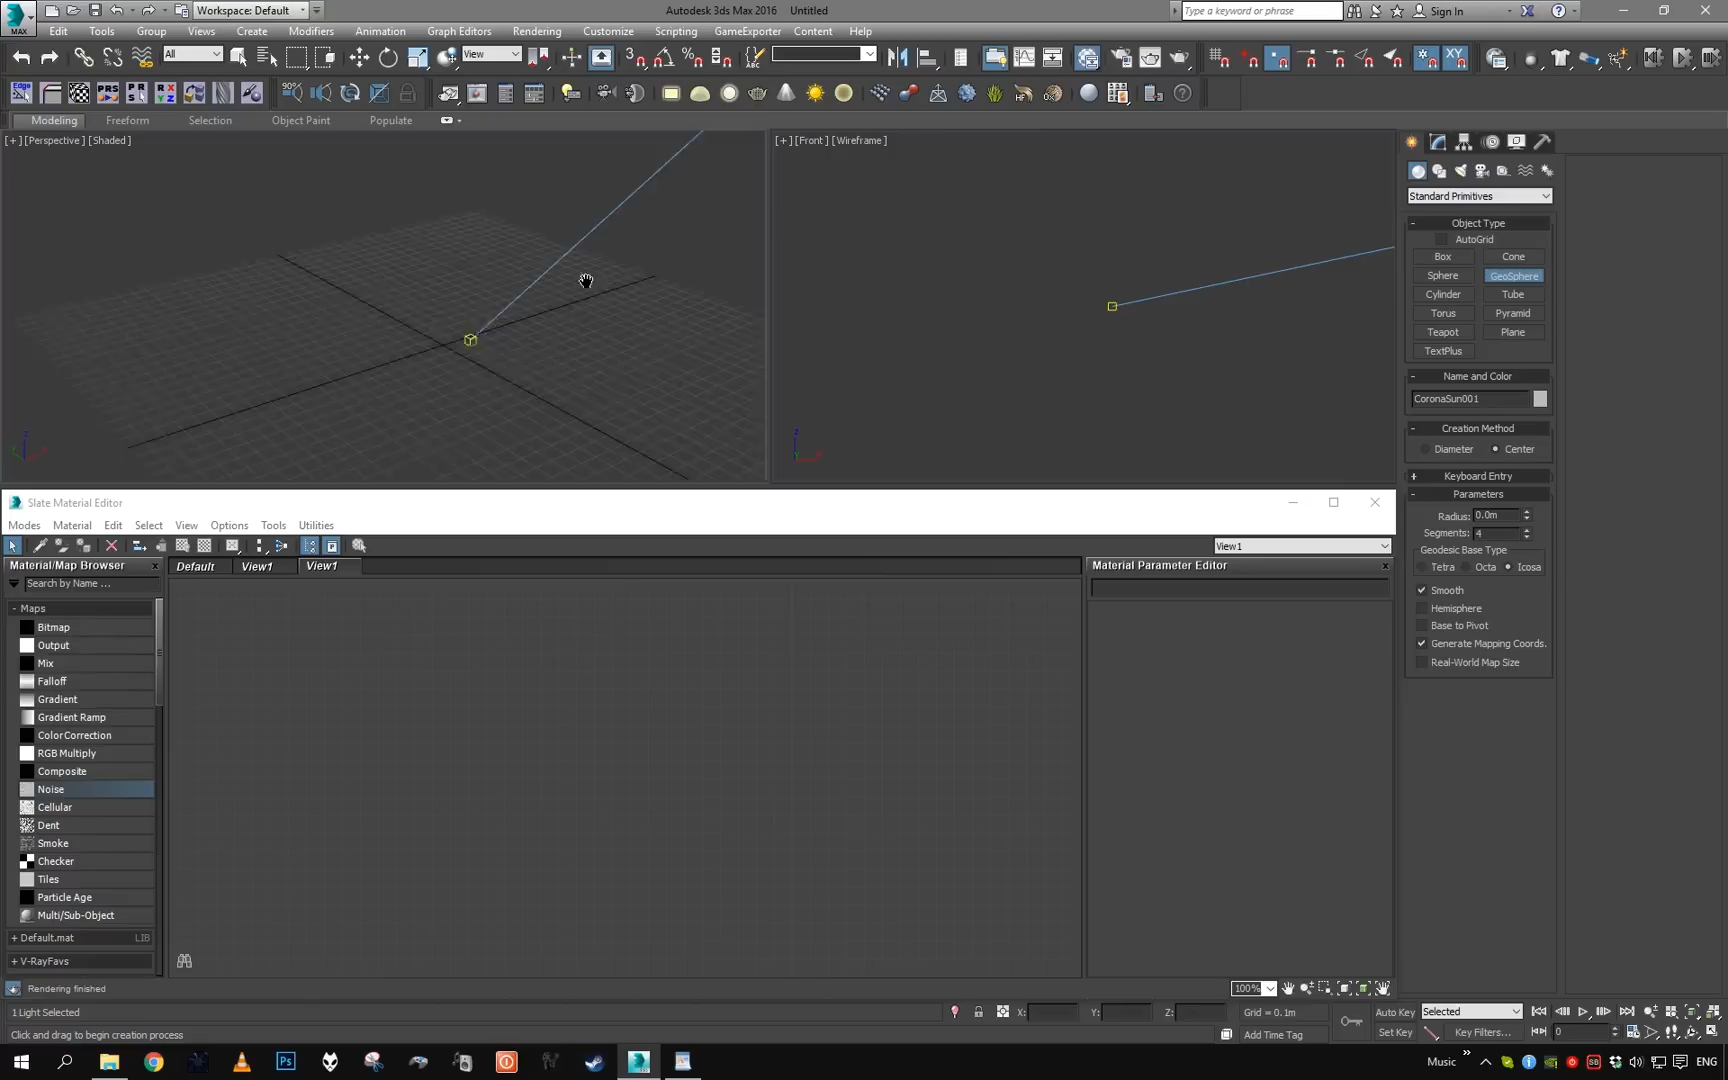 Workspace: Default
Autodesk 3ds Max 2016 Untitled
Type a keyword or phrase
Sign In
MAX
Edit Tools Group Views Create Modifiers Animation Graph Editors Rendering Customize Scripting GameExporter Content Help
All
View
ABC
Edge
PRS
X Z
HF
Modeling Freeform Selection Object Paint Populate
[+] [Perspective] [Shaded]
[+] [Front] [Wireframe]
Standard Primitives
- Object Type
AutoGrid
Box Cone
Sphere GeoSphere
Cylinder Tube
Torus Pyramid
Teapot Plane
TextPlus
- Name and Color
CoronaSun001
- Creation Method
Diameter Center
+ Keyboard Entry
- Parameters
Radius: 0.0m
Segments: 4
Geodesic Base Type
Tetra Octa Icosa
Smooth
Hemisphere
Base to Pivot
Generate Mapping Coords.
Real-World Map Size
Slate Material Editor
Modes Material Edit Select View Options Tools Utilities
View1
Material/Map Browser x
Default View1 View1
Material Parameter Editor x
Search by Name ...
- Maps
Bitmap
Output
Mix
Falloff
Gradient
Gradient Ramp
Color Correction
RGB Multiply
Composite
Noise
Cellular
Dent
Smoke
Checker
Tiles
Particle Age
Multi/Sub-Object
+ Default.mat LIB
+ V-RayFavs
Rendering finished
100%
1 Light Selected
X: Y: Z: Grid = 0.1m
Auto Key Selected
Click and drag to begin creation process
Add Time Tag
Set Key Key Filters...
0
Ps
Music » ENG